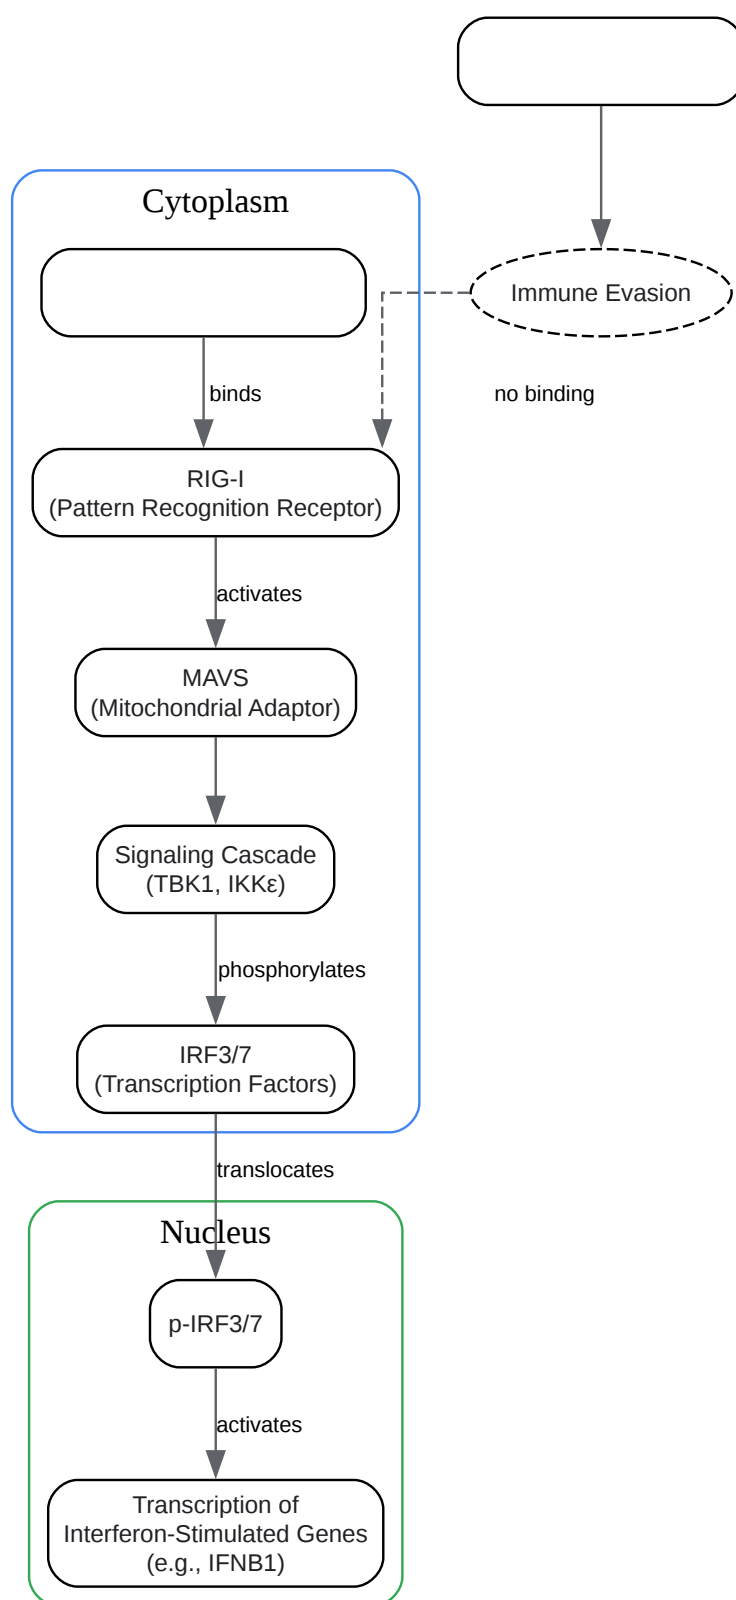 Cytoplasm
Immune Evasion
binds
no binding
RIG-I
(Pattern Recognition Receptor)
activates
MAVS
(Mitochondrial Adaptor)
Signaling Cascade
(TBK1, IKKε)
phosphorylates
IRF3/7
(Transcription Factors)
translocates
Nucleus
p-IRF3/7
activates
Transcription of
Interferon-Stimulated Genes
(e.g., IFNB1)